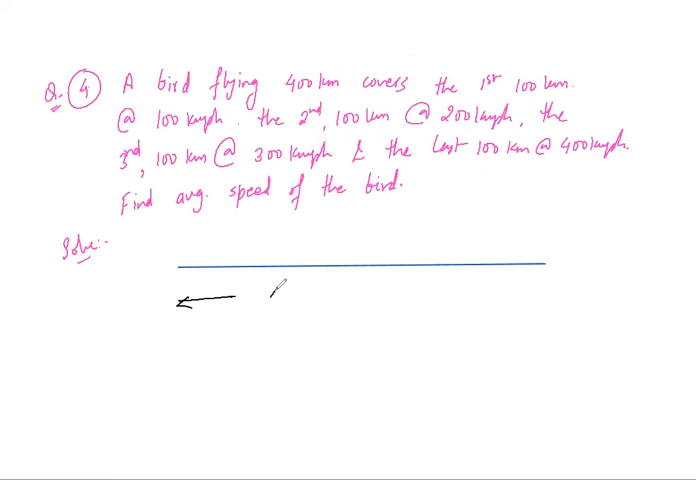 Q. 4 A bird flying 400 km covers the 1st 100 km.
@ 100 kmph. the 2nd, 100 km @ 200 kmph, the
3rd, 100 km @ 300 kmph & the last 100 km @ 400 kmph.
Find avg. speed of the bird.
Solve:-